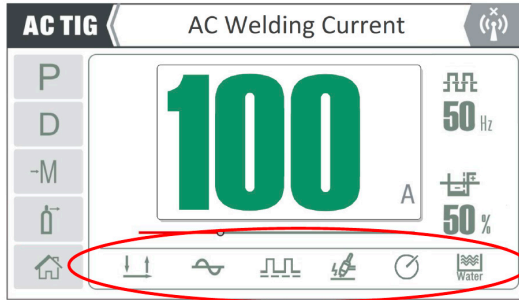 AC TIG
AC Welding Current
P
D
→M
100
A
50 Hz
50 %
Water